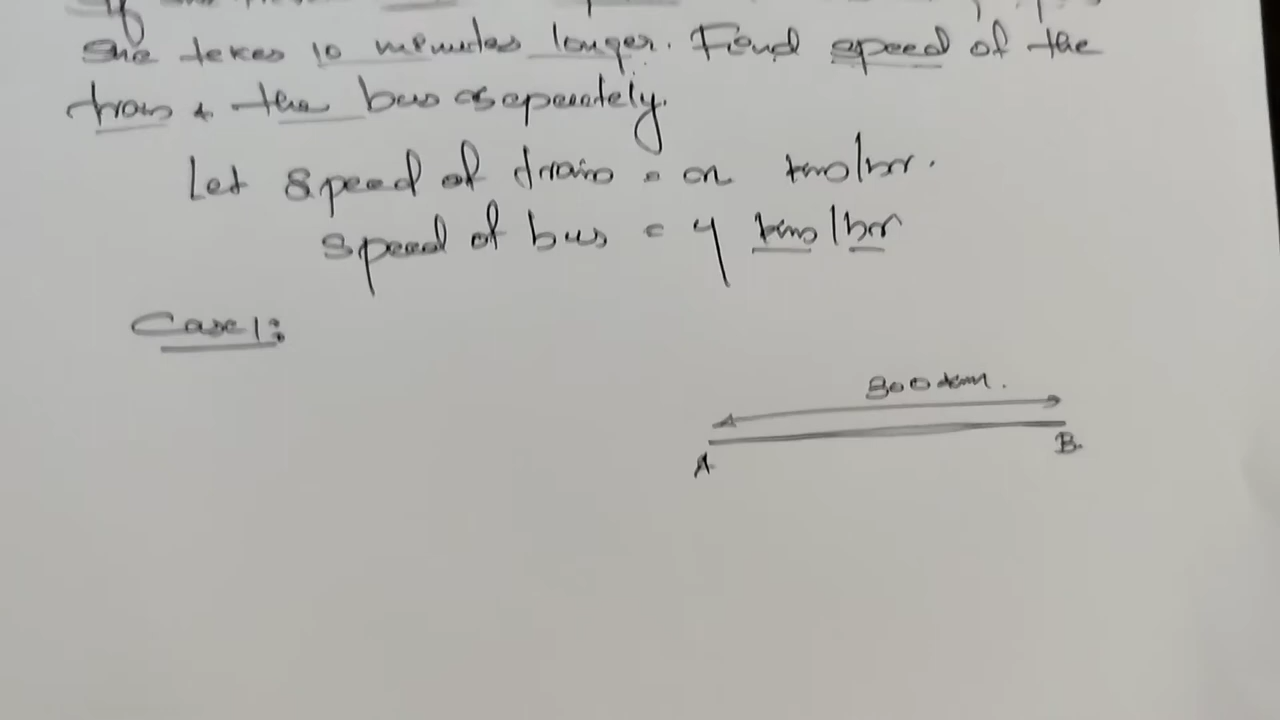 If
she takes 10 minutes longer. Find speed of the
train & the bus separately.
Let speed of train = x km/hr.
speed of bus = y km/hr
Case 1:
300 km.
A
B.